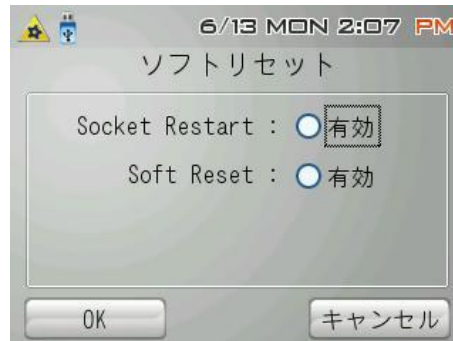 6/13 MON 2:07 PM
ソフトリセット
Socket Restart : 有効
Soft Reset : 有効
OK キャンセル